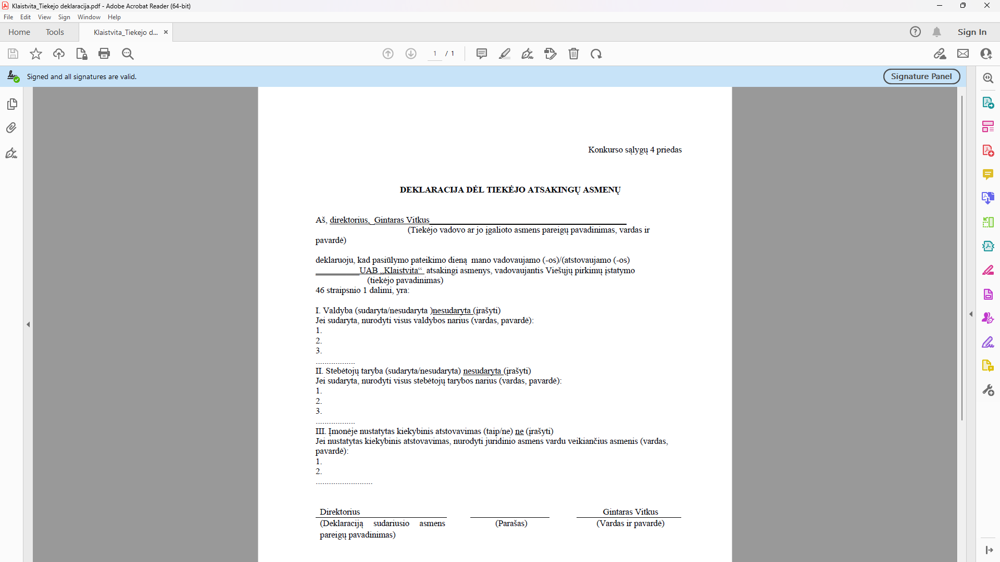 Klaistvita_Tiekejo deklaracija.pdf - Adobe Acrobat Reader (64-bit)
File Edit View Sign Window Help
Home Tools Klaistvita_Tiekejo d... × Sign In
1 / 1
Signed and all signatures are valid.
Signature Panel
Konkurso sąlygų 4 priedas
DEKLARACIJA DĖL TIEKĖJO ATSAKINGŲ ASMENŲ
Aš, direktorius,_Gintaras Vitkus_____________________________________________
(Tiekėjo vadovo ar jo įgalioto asmens pareigų pavadinimas, vardas ir
pavardė)
deklaruoju, kad pasiūlymo pateikimo dieną mano vadovaujamo (-os)/(atstovaujamo (-os)
__________UAB „Klaistvita“ atsakingi asmenys, vadovaujantis Viešųjų pirkimų įstatymo
(tiekėjo pavadinimas)
46 straipsnio 1 dalimi, yra:
I. Valdyba (sudaryta/nesudaryta )nesudaryta (įrašyti)
Jei sudaryta, nurodyti visus valdybos narius (vardas, pavardė):
1.
2.
3.
..................
II. Stebėtojų taryba (sudaryta/nesudaryta) nesudaryta (įrašyti)
Jei sudaryta, nurodyti visus stebėtojų tarybos narius (vardas, pavardė):
1.
2.
3.
..................
III. Įmonėje nustatytas kiekybinis atstovavimas (taip/ne) ne (įrašyti)
Jei nustatytas kiekybinis atstovavimas, nurodyti juridinio asmens vardu veikiančius asmenis (vardas,
pavardė):
1.
2.
..........................
Direktorius Gintaras Vitkus
(Deklaraciją sudariusio asmens (Parašas) (Vardas ir pavardė)
pareigų pavadinimas)